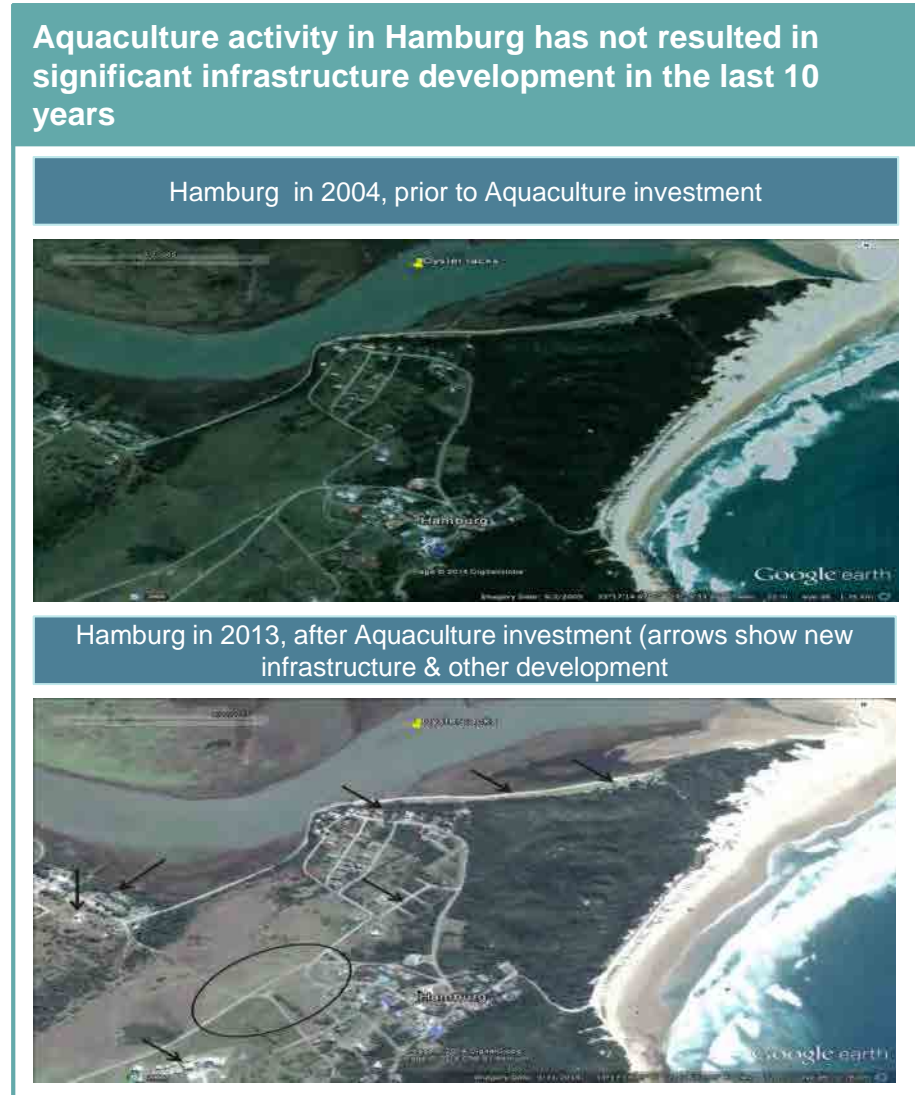 Aquaculture activity in Hamburg has not resulted in
significant infrastructure development in the last 10
years
Hamburg in 2004, prior to Aquaculture investment
Oyster racks
Hamburg
Google earth
Hamburg in 2013, after Aquaculture investment (arrows show new
infrastructure & other development
oyster racks
Hamburg
Google earth